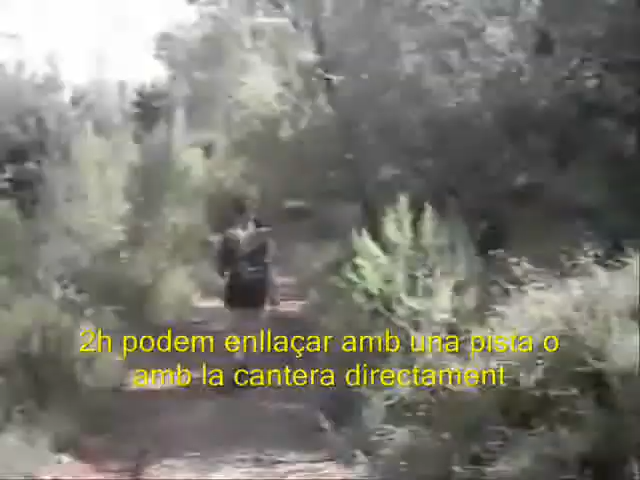 2h podem enllaçar amb una pista o
amb la cantera directament